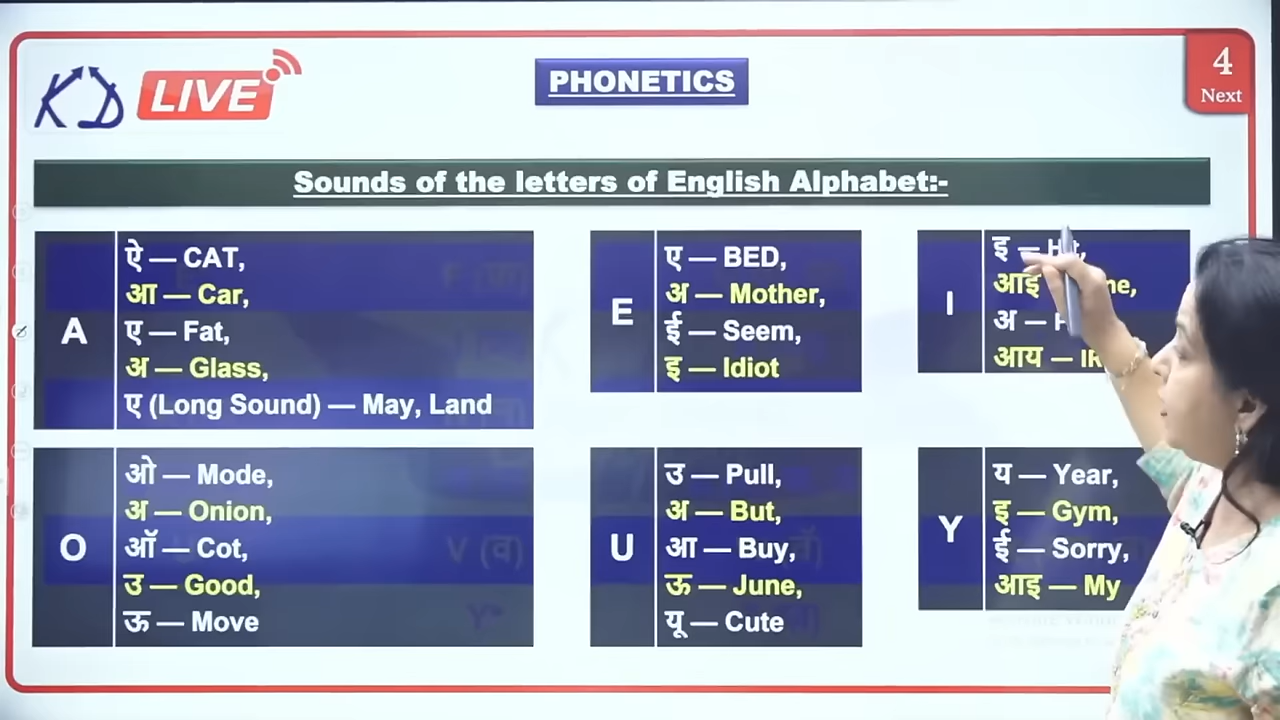 KD LIVE
PHONETICS
4
Next
Sounds of the letters of English Alphabet:-
A
ऐ — CAT,
आ — Car,
ए — Fat,
अ — Glass,
ए (Long Sound) — May, Land
E
ए — BED,
अ — Mother,
ई — Seem,
इ — Idiot
I
इ —
आइ
अ —
आय —
O
ओ — Mode,
अ — Onion,
ऑ — Cot,
उ — Good,
ऊ — Move
U
उ — Pull,
अ — But,
आ — Buy,
ऊ — June,
यू — Cute
Y
य — Year,
इ — Gym,
ई — Sorry,
आइ — My